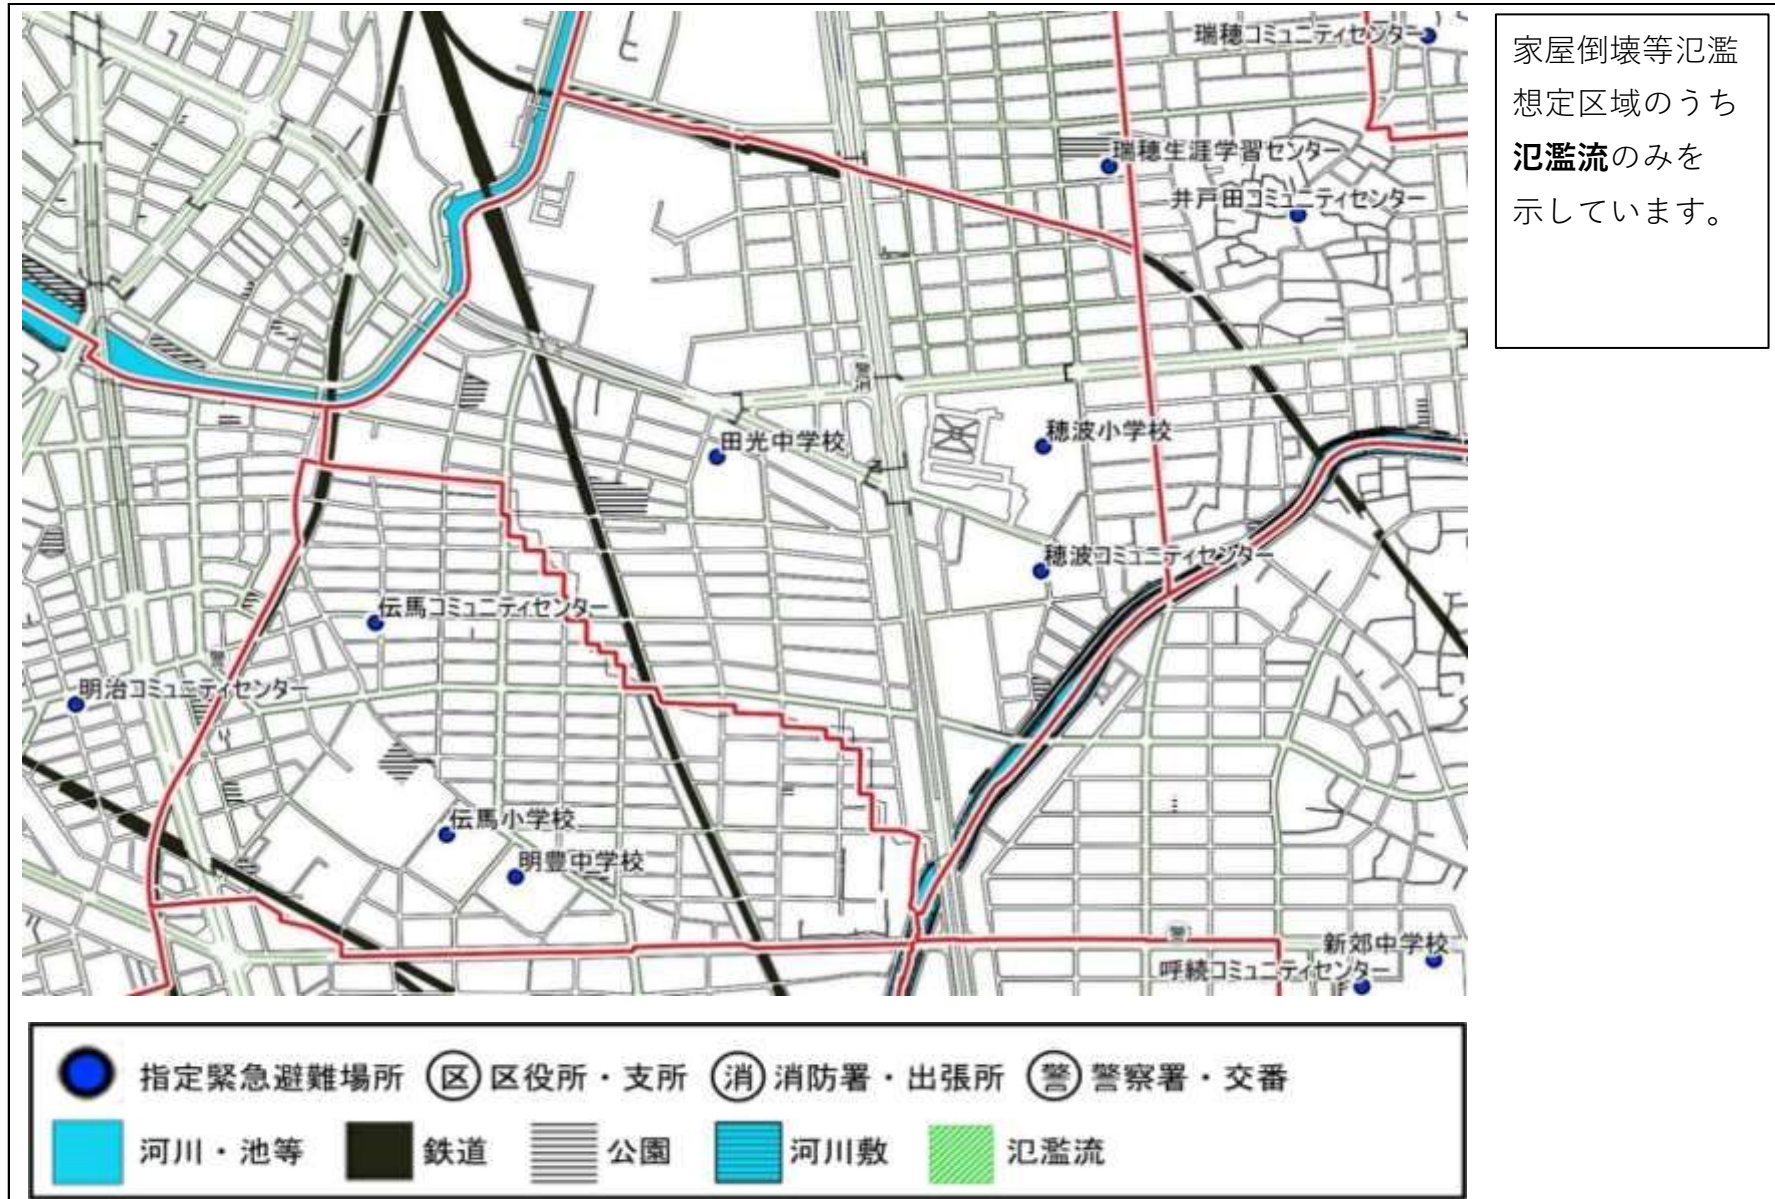 瑞穂コミュニティセンター
瑞穂生涯学習センター
井戸田コミュニティセンター
田光中学校
穂波小学校
穂波コミュニティセンター
伝馬コミュニティセンター
明治コミュニティセンター
伝馬小学校
明豊中学校
警
新郊中学校
呼続コミュニティセンター
家屋倒壊等氾濫
想定区域のうち
氾濫流のみを
示しています。
指定緊急避難場所 区 区役所・支所 消 消防署・出張所 警 警察署・交番
河川・池等 鉄道 公園 河川敷 氾濫流